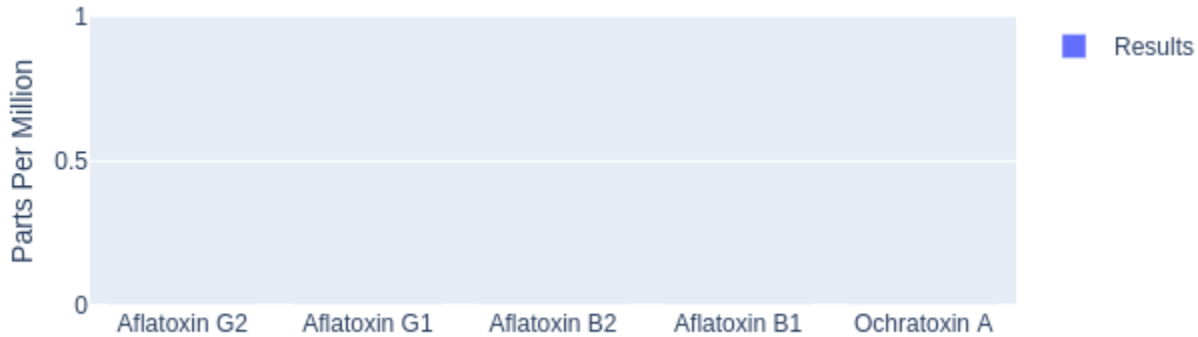 Parts Per Million
1
0.5
0
Aflatoxin G2
Aflatoxin G1
Aflatoxin B2
Aflatoxin B1
Ochratoxin A
Results